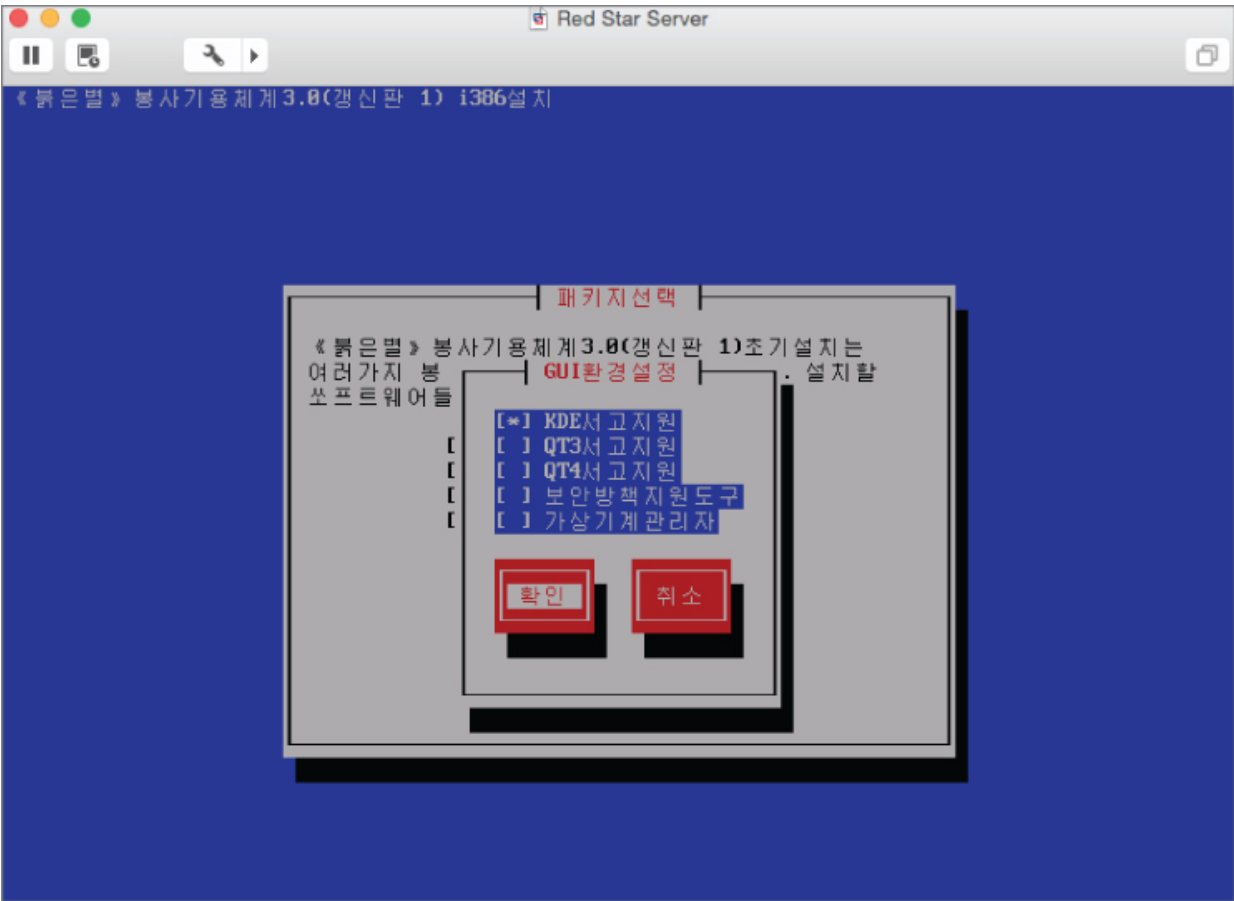 Red Star Server
《붉은별》봉사기용체계3.0(갱신판 1) i386설치
패키지선택
《붉은별》봉사기용체계3.0(갱신판 1)초기설치는
여러가지 봉 . 설치할
쏘프트웨어들
GUI환경설정
[*] KDE서고지원
[ ] QT3서고지원
[ ] QT4서고지원
[ ] 보안방책지원도구
[ ] 가상기계관리자
[
[
[
[
확인 취소